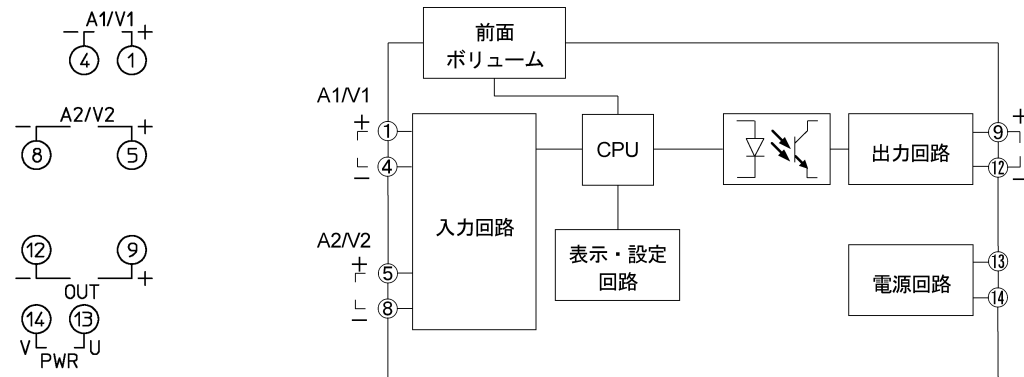 A1/V1
− +
4 1
A2/V2
− +
8 5
12 9
− +
OUT
14 13
V U
PWR
前面
ボリューム
A1/V1
+
1
4
−
A2/V2
+
5
8
−
入力回路
CPU
表示・設定
回路
出力回路
+
9
12
−
電源回路
13
14